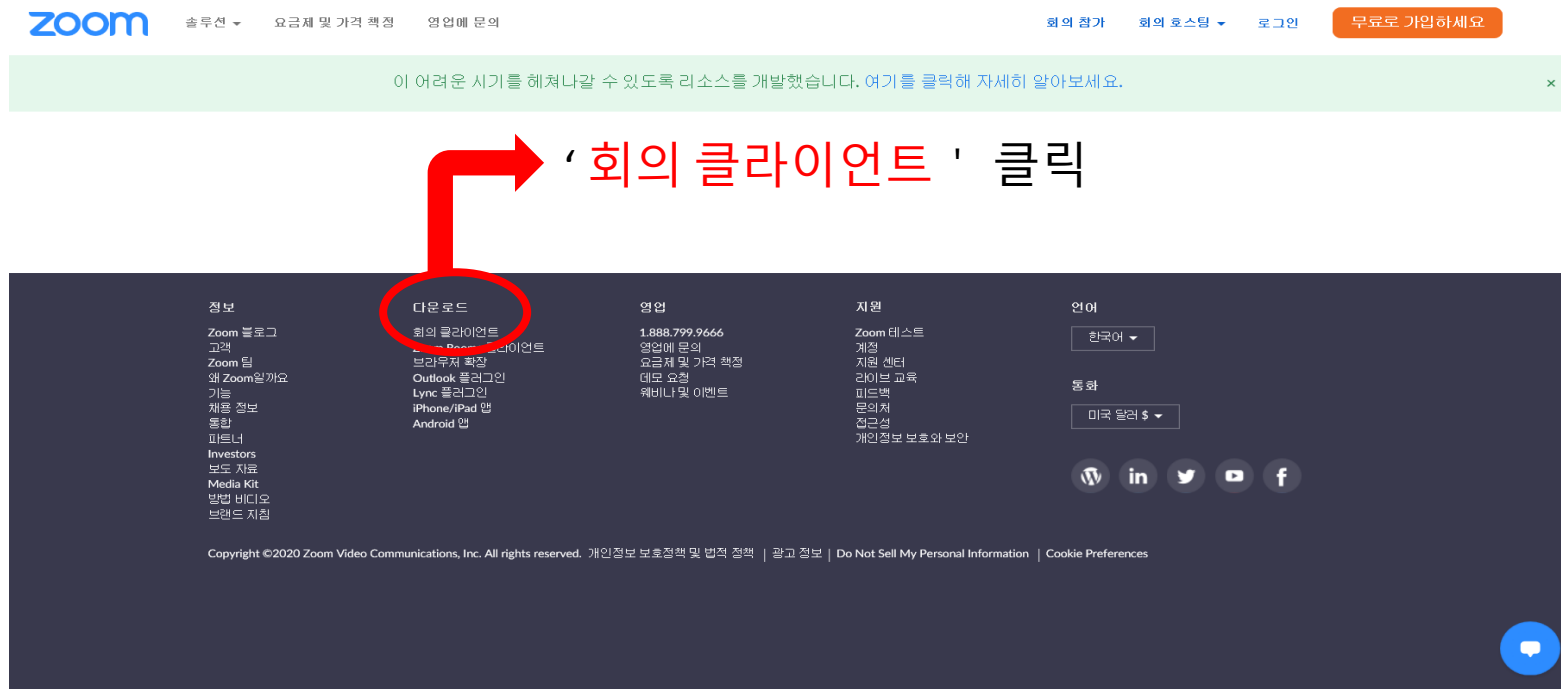 zoom 솔루션 요금제 및 가격 책정 영업에 문의 회의 참가 회의 호스팅 로그인 무료로 가입하세요
이 어려운 시기를 헤쳐나갈 수 있도록 리소스를 개발했습니다. 여기를 클릭해 자세히 알아보세요. ×
‘ 회의 클라이언트 ' 클릭
정보
Zoom 블로그
고객
Zoom 팀
왜 Zoom일까요
기능
채용 정보
통합
파트너
Investors
보도 자료
Media Kit
방법 비디오
브랜드 지침
다운로드
회의 클라이언트
Zoom Rooms 클라이언트
브라우저 확장
Outlook 플러그인
Lync 플러그인
iPhone/iPad 앱
Android 앱
영업
1.888.799.9666
영업에 문의
요금제 및 가격 책정
데모 요청
웨비나 및 이벤트
지원
Zoom 테스트
계정
지원 센터
라이브 교육
피드백
문의처
접근성
개인정보 보호와 보안
언어
한국어
통화
미국 달러 $
Copyright ©2020 Zoom Video Communications, Inc. All rights reserved. 개인정보 보호정책 및 법적 정책 | 광고 정보 | Do Not Sell My Personal Information | Cookie Preferences